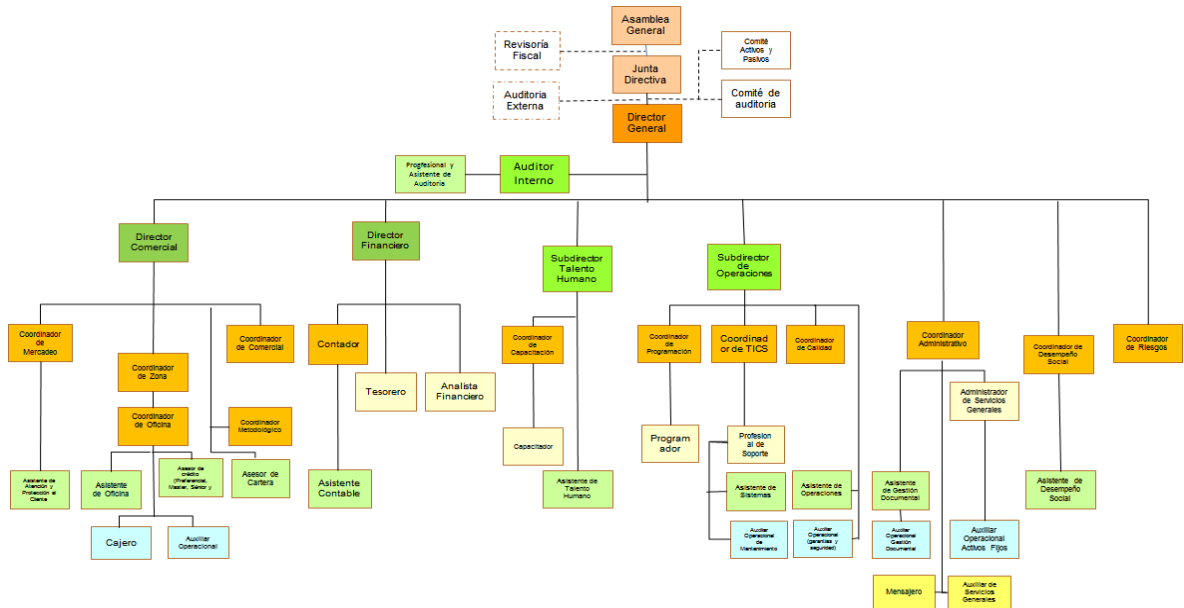 Asamblea
General
Revisoría
Fiscal
Comité
Activos y
Pasivos
Junta
Directiva
Auditoria
Externa
Comité de
auditoria
Director
General
Progfesional y
Asistente de
Auditoria
Auditor
Interno
Director
Comercial
Director
Financiero
Subdirector
Talento
Humano
Subdirector
de
Operaciones
Coordinador
de
Mercadeo
Coordinador
de Comercial
Contador
Coordinador
de
Capacitación
Coordinador
de
Programación
Coordinad
or de TICS
Coordinador
de Calidad
Coordinador
Administrativo
Coordinador de
Desempeño
Social
Coordinador
de Riesgos
Coordinador
de Zona
Tesorero
Analista
Financiero
Administrador
de Servicios
Generales
Coordinador
de Oficina
Coordinador
Metodológico
Capacitador
Program
ador
Profesion
al de
Soporte
Asistente de
Atención y
Protección al
Cliente
Asistente
de Oficina
Asesor de
crédito
(Preferencial,
Master, Sénior y
Asesor de
Cartera
Asistente
Contable
Asistente de
Talento
Humano
Asistente de
Sistemas
Asistente de
Operaciones
Asistente
de Gestión
Documental
Asistente de
Desempeño
Social
Cajero
Auxiliar
Operacional
Auxiliar
Operacional
de
Mantenimiento
Auxiliar
Operacional
(garantías y
seguridad)
Auxiliar
Operacional
Gestión
Documental
Auxiliar
Operacional
Activos Fijos
Mensajero
Auxiliar de
Servicios
Generales